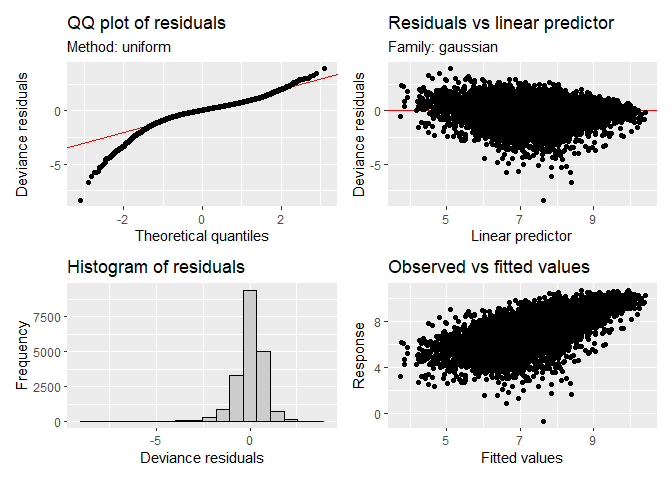 QQ plot of residuals
Method: uniform
Deviance residuals
0
-5
-2
0
2
Theoretical quantiles
Residuals vs linear predictor
Family: gaussian
Deviance residuals
0
-5
5
7
9
Linear predictor
Histogram of residuals
Frequency
7500
5000
2500
0
-5
0
Deviance residuals
Observed vs fitted values
Response
8
4
0
5
7
9
Fitted values